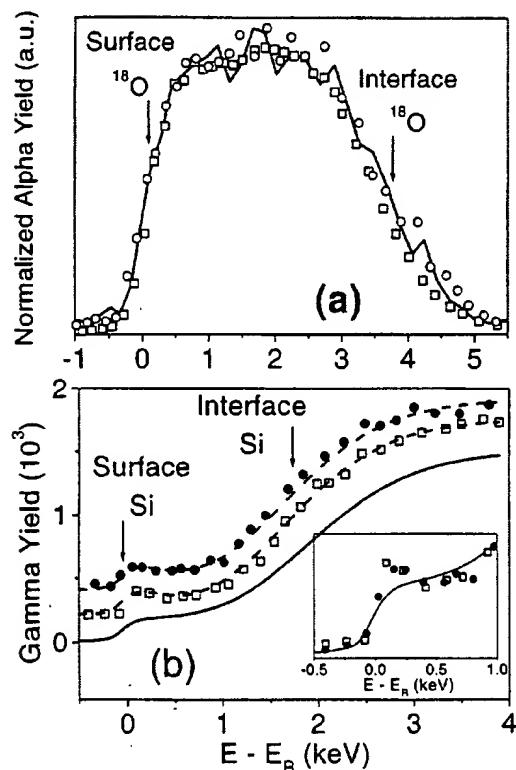 Normalized Alpha Yield (a.u.)
Surface
18O
Interface
18O
(a)
-1 0 1 2 3 4 5
Gamma Yield (10³)
2
1
0
Interface
Si
Surface
Si
(b)
-0.5 0.0 0.5 1.0
E - E_R (keV)
0 1 2 3 4
E - E_R (keV)